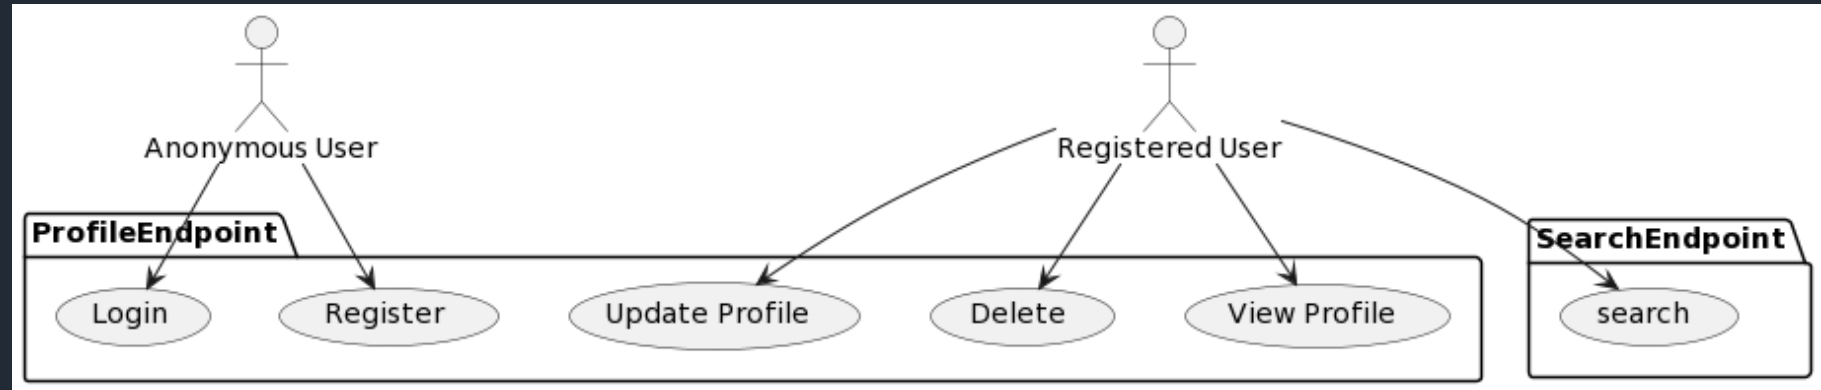 Anonymous User
Registered User
ProfileEndpoint
SearchEndpoint
Login
Register
Update Profile
Delete
View Profile
search